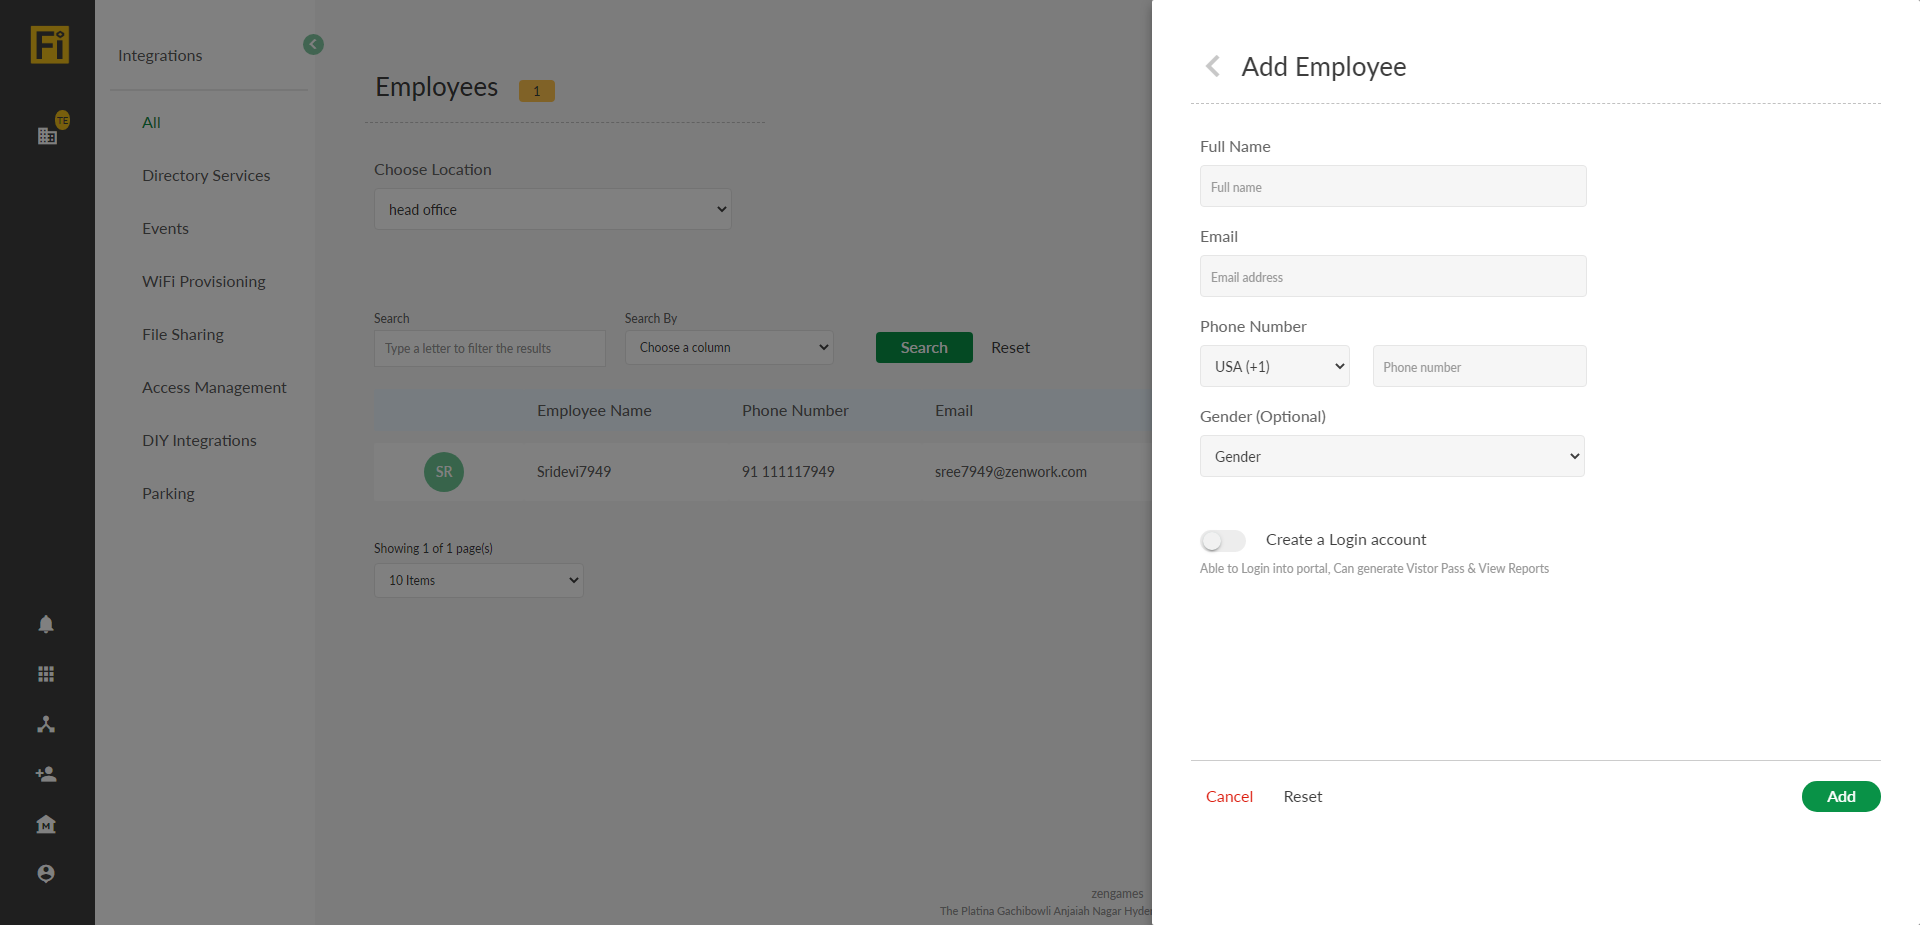 Fi
TE
Integrations
All
Directory Services
Events
WiFi Provisioning
File Sharing
Access Management
DIY Integrations
Parking
Employees 1
Choose Location
head office
Search Search By
Type a letter to filter the results Choose a column Search Reset
Employee Name Phone Number Email
SR Sridevi7949 91 111117949 sree7949@zenwork.com
Showing 1 of 1 page(s)
10 Items
zengames
The Platina Gachibowli Anjaiah Nagar Hyder
Add Employee
Full Name
Full name
Email
Email address
Phone Number
USA (+1) Phone number
Gender (Optional)
Gender
Create a Login account
Able to Login into portal, Can generate Vistor Pass & View Reports
Cancel Reset Add
M